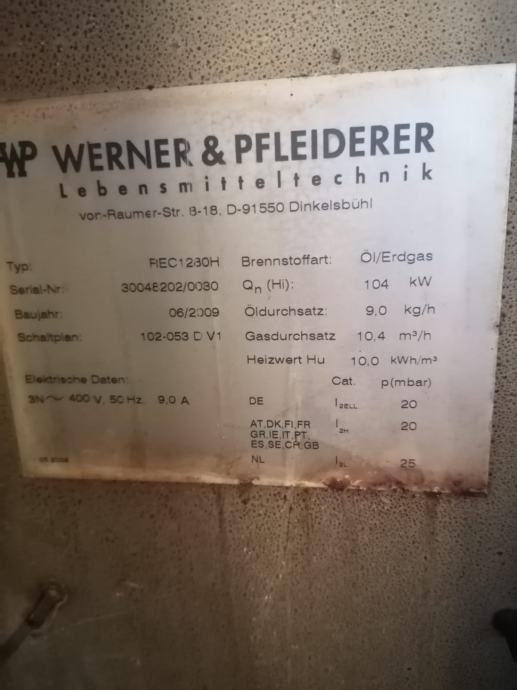 WP WERNER & PFLEIDERER
Lebensmitteltechnik
von-Raumer-Str. 8-18, D-91550 Dinkelsbühl
Typ: Brennstoffart: Öl/Erdgas
Serial-Nr: Qn (Hi): 104 kW
Baujahr: 06/2009 Öldurchsatz: 9,0 kg/h
Schaltplan: 102-053 D V1 Gasdurchsatz 10,4 m³/h
Heizwert Hu 10,0 kWh/m³
Elektrische Daten: Cat. p(mbar)
3N~ 400 V, 50 Hz, 9,0 A DE I2ELL 20
AT,DK,FI,FR I2H 20
GR,IE,IT,PT,
ES,SE,CH,GB
NL I2L 25